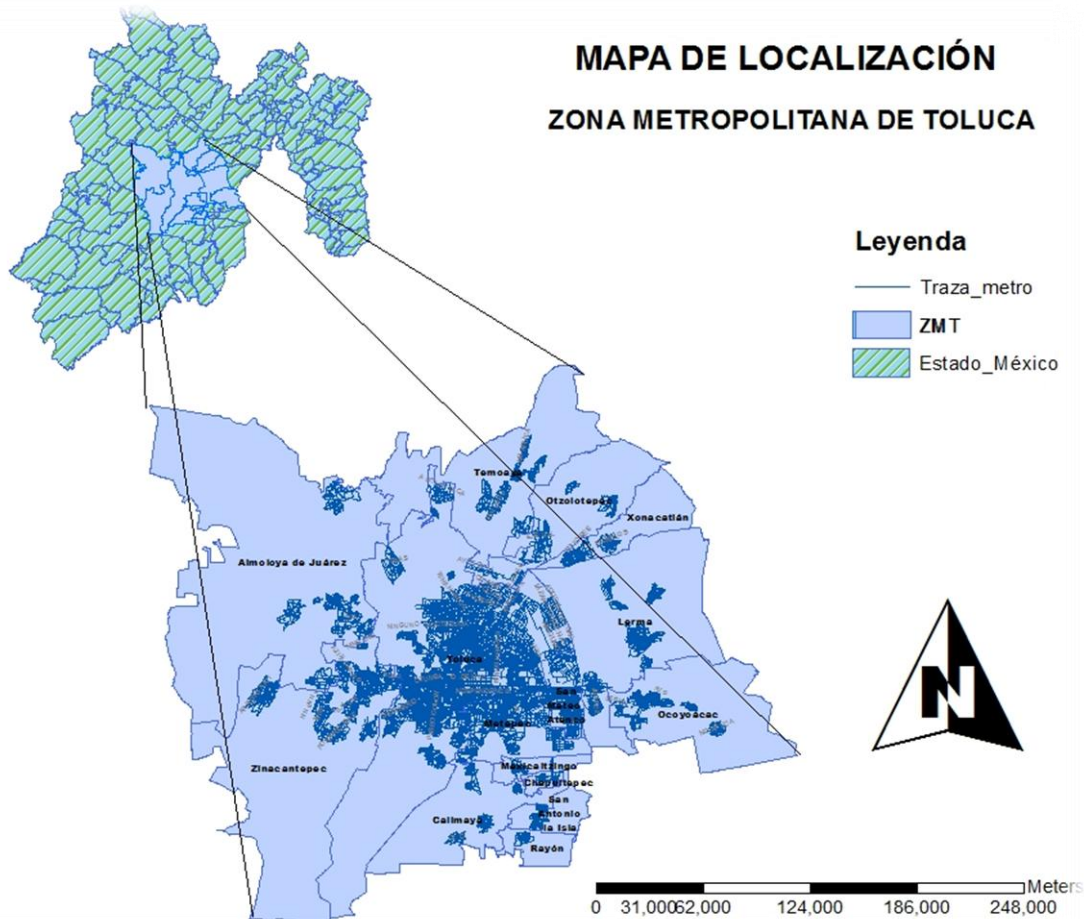 MAPA DE LOCALIZACIÓN
ZONA METROPOLITANA DE TOLUCA
Leyenda
Traza_metro
ZMT
Estado_México
Temoaya
Otzolotepec
Xonacatlán
Almoloya de Juárez
Lerma
Toluca
San
Mateo
Atenco
Metepec
Ocoyoacac
Zinacantepec
Mexicaltzingo
Chapultepec
San
Antonio
la Isla
Calimaya
Rayón
N
Meters
0 31,000 62,000 124,000 186,000 248,000